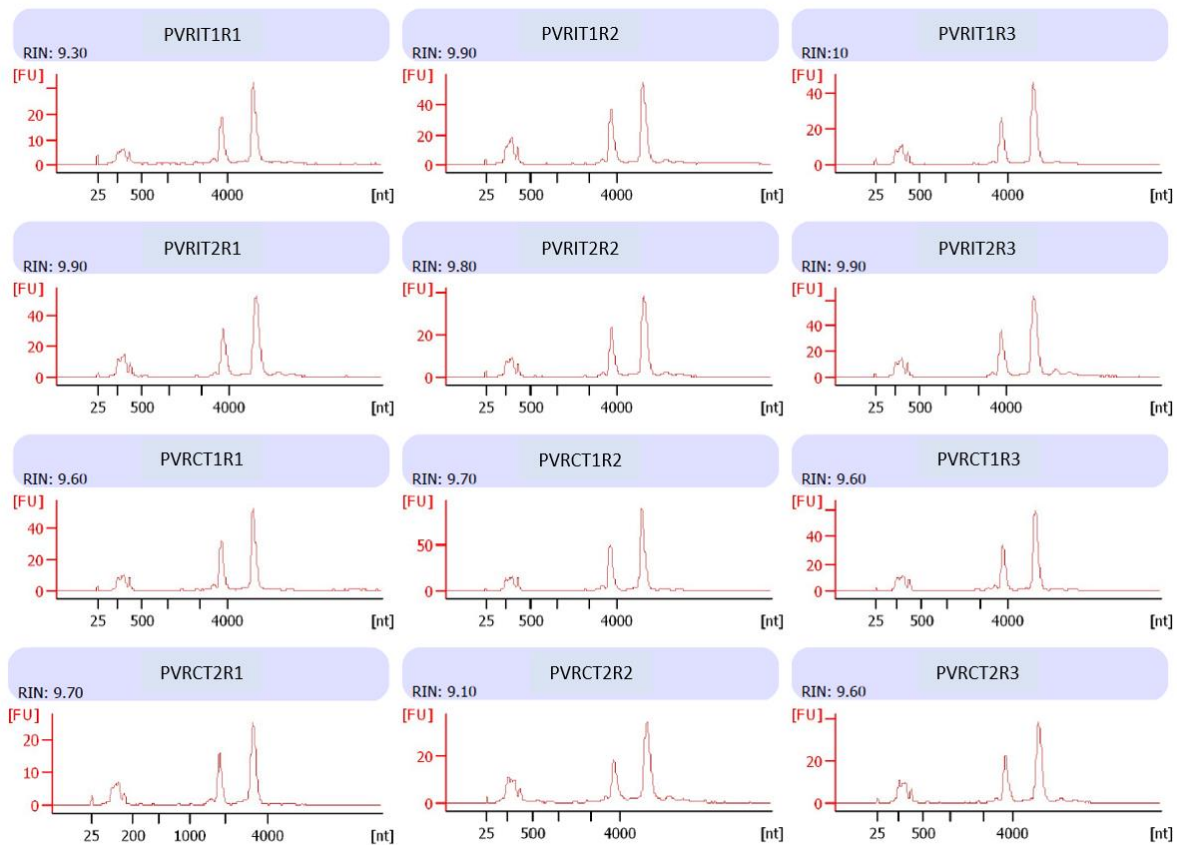 PVRIT1R1 PVRIT1R2 PVRIT1R3
RIN: 9.30 RIN: 9.90 RIN:10
[FU] [FU] [FU]
40 40
20 20 20
10
0 0 0
25 500 4000 [nt] 25 500 4000 [nt] 25 500 4000 [nt]
PVRIT2R1 PVRIT2R2 PVRIT2R3
RIN: 9.90 RIN: 9.80 RIN: 9.90
[FU] [FU] [FU]
40 40
20 20 20
0 0 0
25 500 4000 [nt] 25 500 4000 [nt] 25 500 4000 [nt]
PVRCT1R1 PVRCT1R2 PVRCT1R3
RIN: 9.60 RIN: 9.70 RIN: 9.60
[FU] [FU] [FU]
40 50 40
20 20
0 0 0
25 500 4000 [nt] 25 500 4000 [nt] 25 500 4000 [nt]
PVRCT2R1 PVRCT2R2 PVRCT2R3
RIN: 9.70 RIN: 9.10 RIN: 9.60
[FU] [FU] [FU]
20 20 20
10
0 0 0
25 200 1000 4000 [nt] 25 500 4000 [nt] 25 500 4000 [nt]